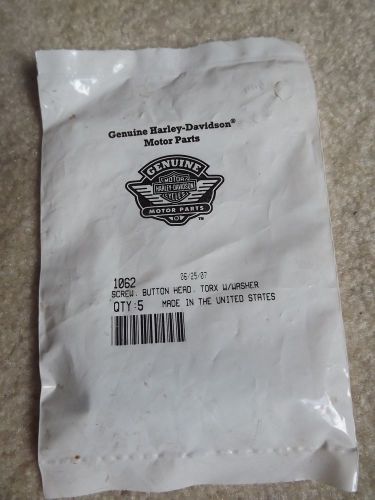 Genuine Harley-Davidson®
Motor Parts
GENUINE
MOTOR
HARLEY-DAVIDSON
CYCLES
MOTOR PARTS
TM
1062 06/25/07
SCREW, BUTTON HEAD, TORX W/WASHER
QTY:5 MADE IN THE UNITED STATES